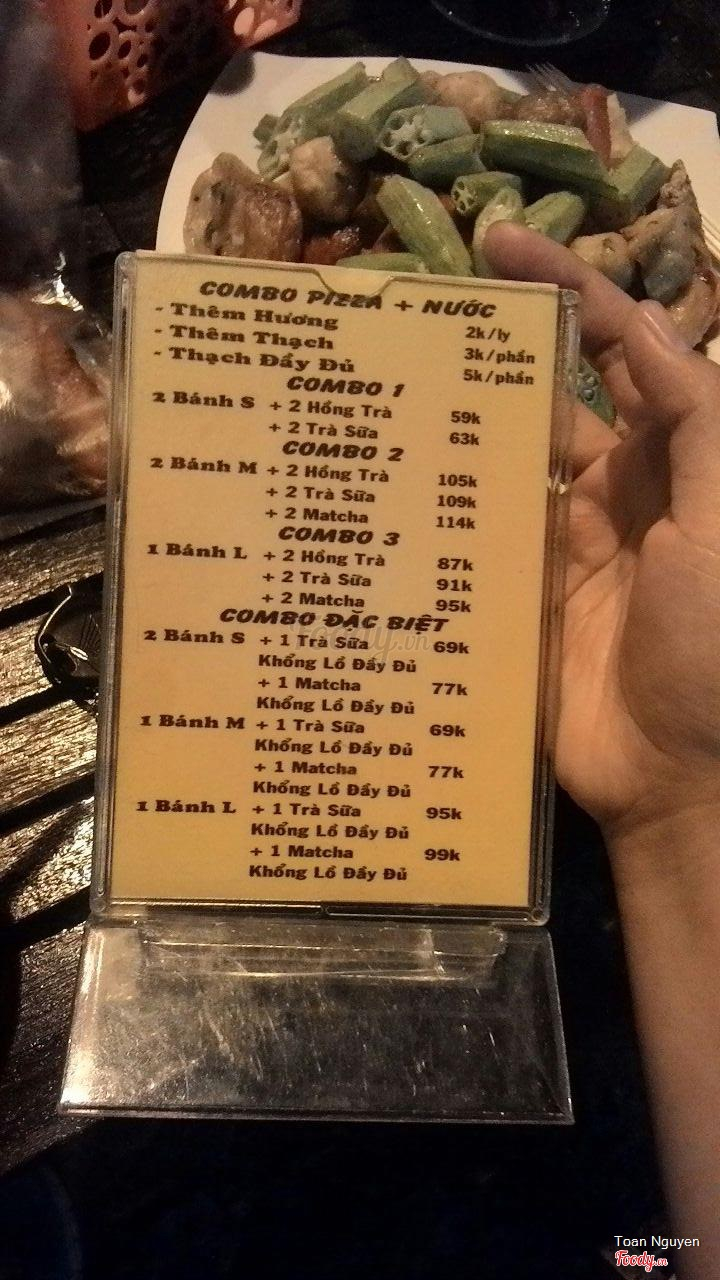 COMBO PIZZA + NƯỚC
- Thêm Hương 2k/ly
- Thêm Thạch 3k/phần
- Thạch Đầy Đủ 5k/phần
COMBO 1
2 Bánh S + 2 Hồng Trà 59k
+ 2 Trà Sữa 63k
COMBO 2
2 Bánh M + 2 Hồng Trà 105k
+ 2 Trà Sữa 109k
+ 2 Matcha 114k
COMBO 3
1 Bánh L + 2 Hồng Trà 87k
+ 2 Trà Sữa 91k
+ 2 Matcha 95k
COMBO ĐẶC BIỆT
2 Bánh S + 1 Trà Sữa 69k
Khổng Lồ Đầy Đủ
+ 1 Matcha 77k
Khổng Lồ Đầy Đủ
1 Bánh M + 1 Trà Sữa 69k
Khổng Lồ Đầy Đủ
+ 1 Matcha 77k
Khổng Lồ Đầy Đủ
1 Bánh L + 1 Trà Sữa 95k
Khổng Lồ Đầy Đủ
+ 1 Matcha 99k
Khổng Lồ Đầy Đủ
Foody.vn
Toan Nguyen
Foody.vn